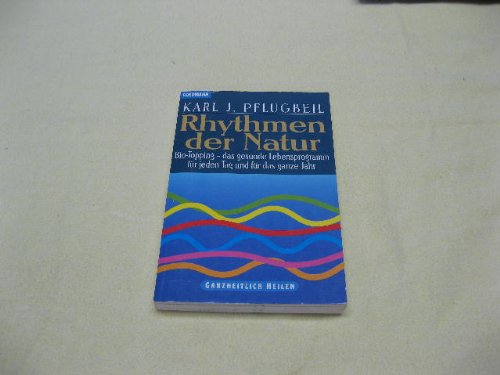 GOLDMANN
KARL J. PFLUGBEIL
Rhythmen
der Natur
Bio-Topping – das gesunde Lebensprogramm
für jeden Tag und für das ganze Jahr
GANZHEITLICH HEILEN